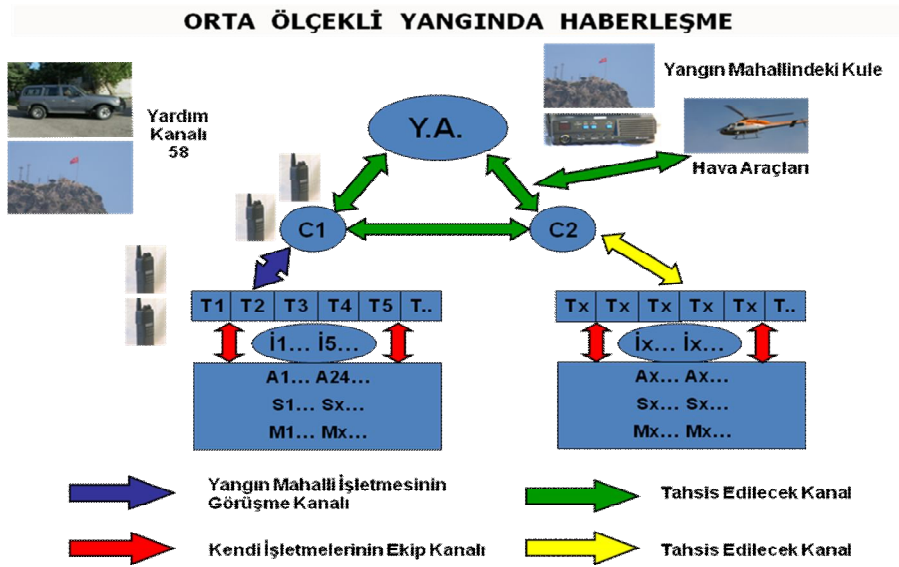 ORTA ÖLÇEKLİ YANGINDA HABERLEŞME
Yardım
Kanalı
58
Y.A.
Yangın Mahallindeki Kule
Hava Araçları
C1
C2
T1 T2 T3 T4 T5 T..
İ1... İ5...
A1... A24...
S1... Sx...
M1... Mx...
Tx Tx Tx Tx Tx T..
İx... İx...
Ax... Ax...
Sx... Sx...
Mx... Mx...
Yangın Mahalli İşletmesinin
Görüşme Kanalı
Tahsis Edilecek Kanal
Kendi İşletmelerinin Ekip Kanalı
Tahsis Edilecek Kanal